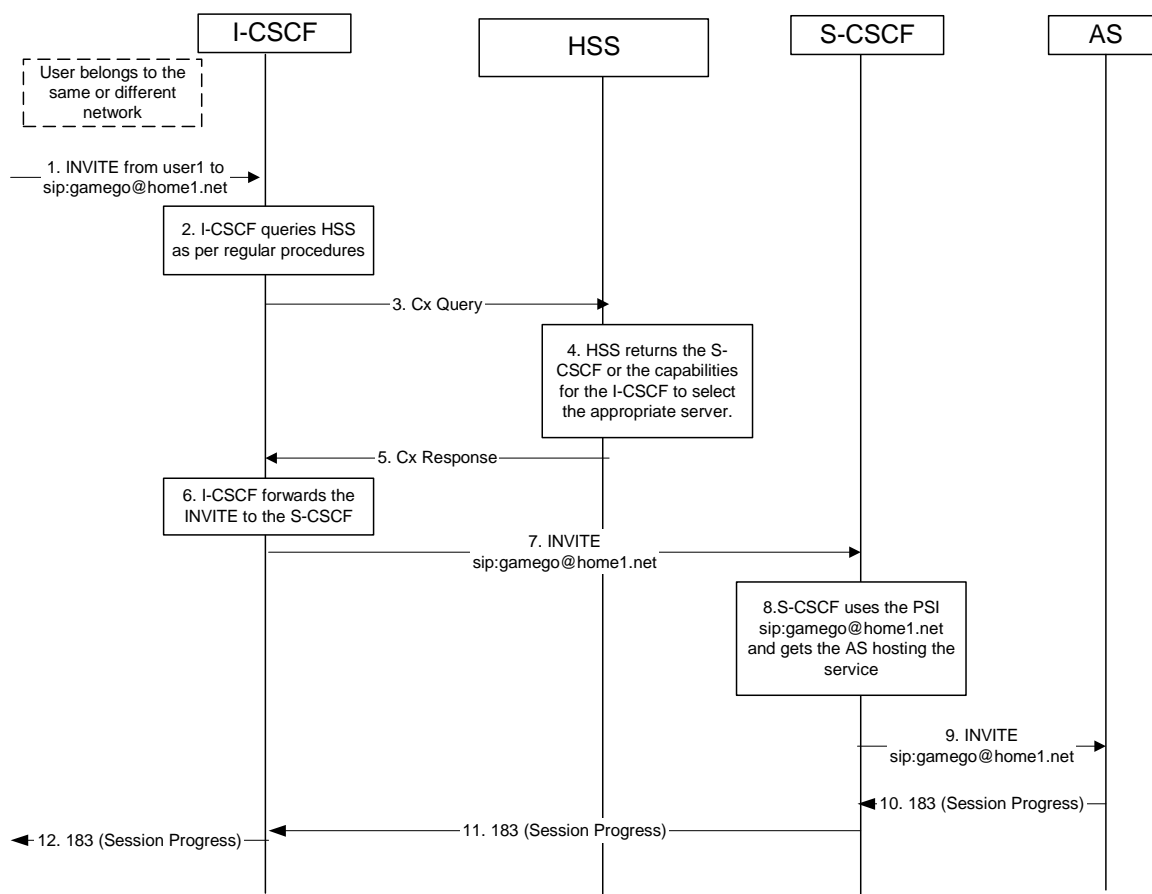 I-CSCF
HSS
S-CSCF
AS
User belongs to the
same or different
network
1. INVITE from user1 to
sip:gamego@home1.net
2. I-CSCF queries HSS
as per regular procedures
3. Cx Query
4. HSS returns the S-
CSCF or the capabilities
for the I-CSCF to select
the appropriate server.
5. Cx Response
6. I-CSCF forwards the
INVITE to the S-CSCF
7. INVITE
sip:gamego@home1.net
8.S-CSCF uses the PSI
sip:gamego@home1.net
and gets the AS hosting the
service
9. INVITE
sip:gamego@home1.net
10. 183 (Session Progress)
11. 183 (Session Progress)
12. 183 (Session Progress)